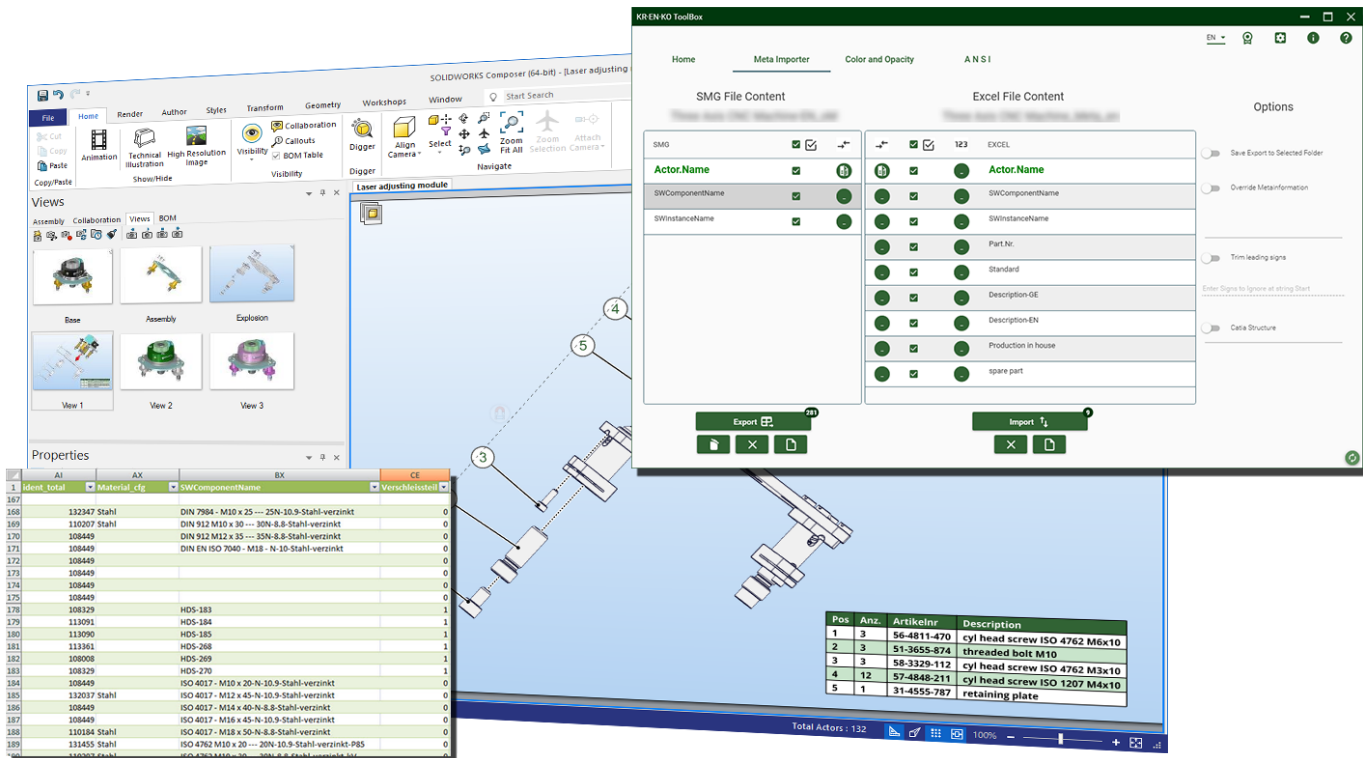 SOLIDWORKS Composer (64-bit) - [Laser adjusting
File Home Render Author Styles Transform Geometry Workshops Window Start Search
Cut
Copy
Paste
Copy/Paste
Animation
Technical Illustration
High Resolution Image
Show/Hide
Visibility
Collaboration
Callouts
BOM Table
Visibility
Digger
Digger
Align Camera
Select
Zoom Fit All
Zoom Selection
Attach Camera
Navigate
Views
Assembly Collaboration Views BOM
Base Assembly Explosion
View 1 View 2 View 3
Properties
Laser adjusting module
4
5
3
KR-EN-KO ToolBox
EN
Home Meta Importer Color and Opacity A N S I
SMG File Content
SMG
Actor.Name
SWComponentName
SWInstanceName
Export 281
Excel File Content
123 EXCEL
Actor.Name
SWComponentName
SWInstanceName
Part.Nr.
Standard
Description-GE
Description-EN
Production in house
spare part
Import 9
Options
Save Export to Selected Folder
Override Metainformation
Trim leading signs
Enter Signs to Ignore at string Start
Catia Structure
AI AX BX CE
1 ident_total Material_cfg SWComponentName Verschleissteil
167
168 132347 Stahl DIN 7984 - M10 x 25 --- 25N-10.9-Stahl-verzinkt 0
169 110207 Stahl DIN 912 M10 x 30 --- 30N-8.8-Stahl-verzinkt 0
170 108449 DIN 912 M12 x 35 --- 35N-8.8-Stahl-verzinkt 0
171 108449 DIN EN ISO 7040 - M18 - N-10-Stahl-verzinkt 0
172 108449 0
173 108449 0
174 108449 0
175 108449 0
178 108329 HDS-183 1
179 113091 HDS-184 1
180 113090 HDS-185 1
181 113361 HDS-268 1
182 108008 HDS-269 1
183 108329 HDS-270 1
184 108449 ISO 4017 - M10 x 20-N-10.9-Stahl-verzinkt 0
185 132037 Stahl ISO 4017 - M12 x 45-N-10.9-Stahl-verzinkt 0
186 108449 ISO 4017 - M14 x 40-N-8.8-Stahl-verzinkt 0
187 108449 ISO 4017 - M16 x 45-N-10.9-Stahl-verzinkt 0
188 110184 Stahl ISO 4017 - M18 x 50-N-8.8-Stahl-verzinkt 0
189 131455 Stahl ISO 4762 M10 x 20 --- 20N-10.9-Stahl-verzinkt-P85 0
Pos Anz. Artikelnr Description
1 3 56-4811-470 cyl head screw ISO 4762 M6x10
2 3 51-3655-874 threaded bolt M10
3 3 58-3329-112 cyl head screw ISO 4762 M3x10
4 12 57-4848-211 cyl head screw ISO 1207 M4x10
5 1 31-4555-787 retaining plate
Total Actors : 132 100%